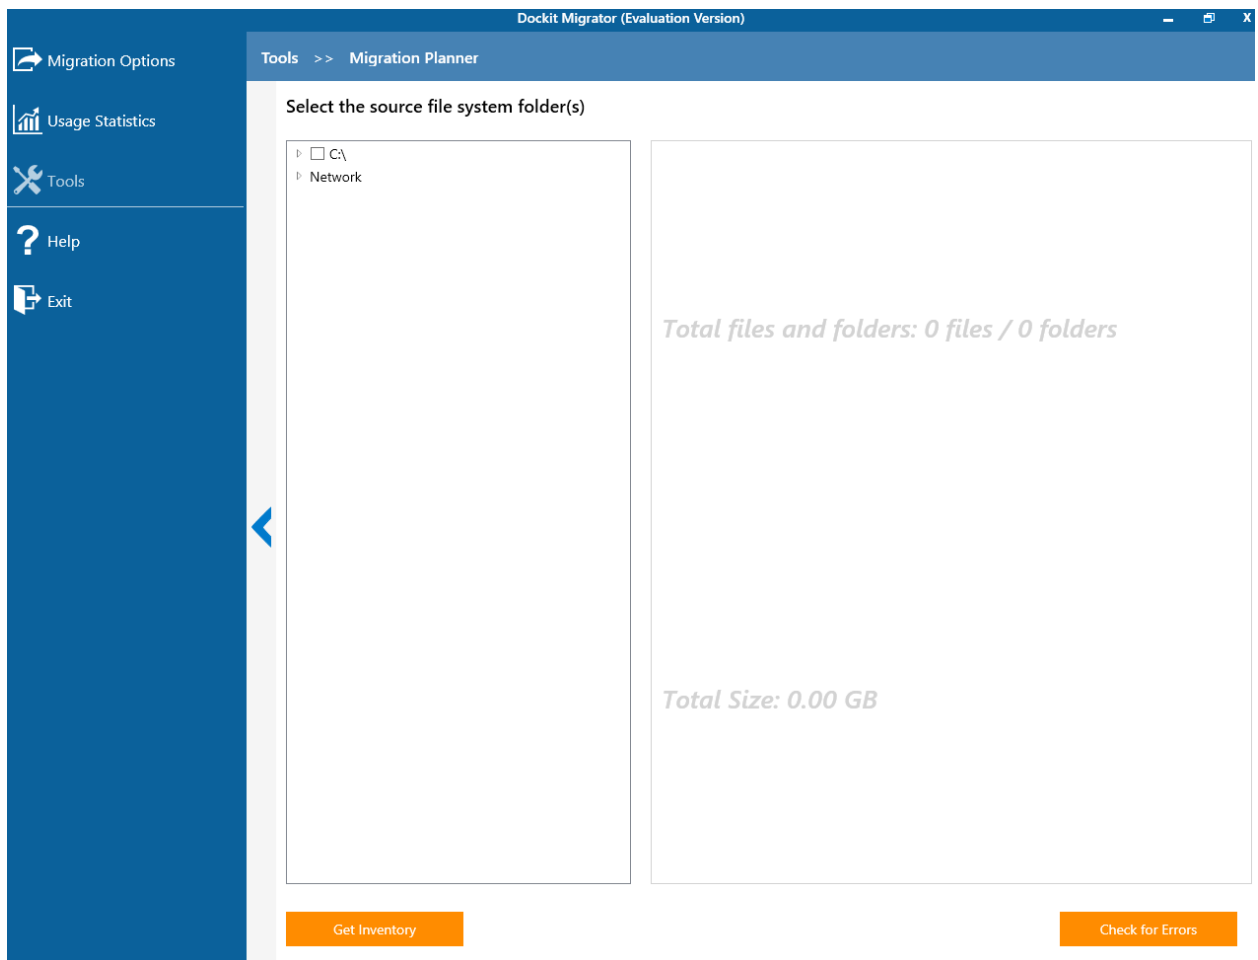 Dockit Migrator (Evaluation Version)
Migration Options
Usage Statistics
Tools
Help
Exit
Tools >> Migration Planner
Select the source file system folder(s)
C:\
Network
Total files and folders: 0 files / 0 folders
Total Size: 0.00 GB
Get Inventory
Check for Errors